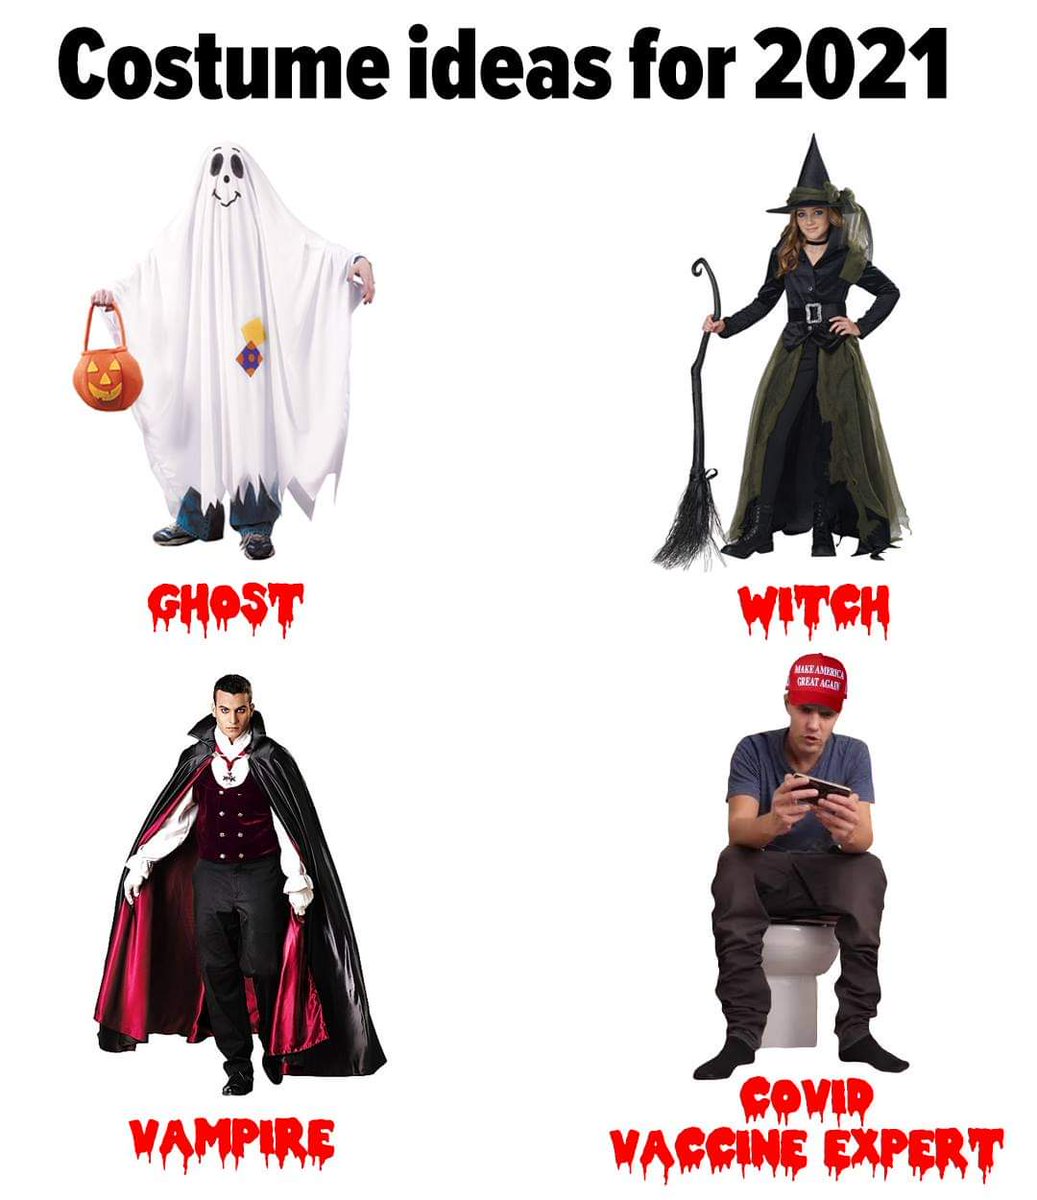 Costume ideas for 2021
GHOST
WITCH
MAKE AMERICA
GREAT AGAIN
VAMPIRE
COVID
VACCINE EXPERT